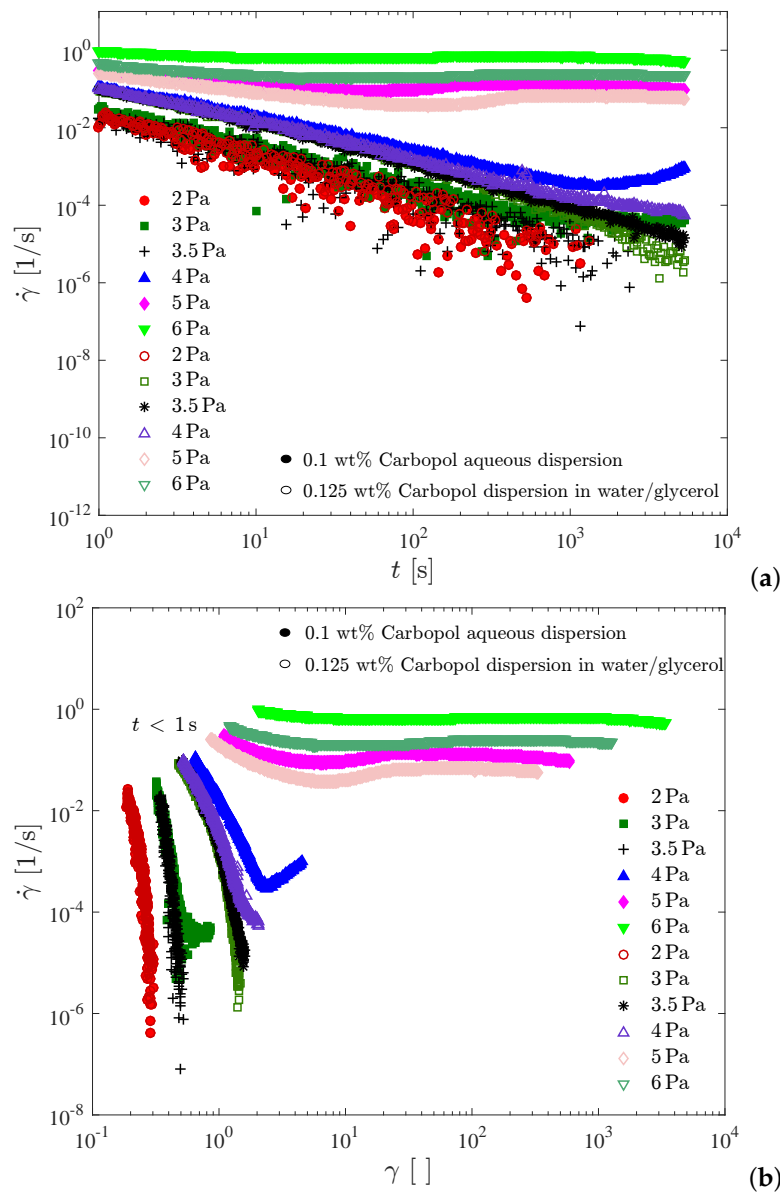 10^2
10^0
10^-2
10^-4
10^-6
10^-8
10^-10
10^-12
γ̇ [1/s]
2 Pa
3 Pa
3.5 Pa
4 Pa
5 Pa
6 Pa
2 Pa
3 Pa
3.5 Pa
4 Pa
5 Pa
6 Pa
0.1 wt% Carbopol aqueous dispersion
0.125 wt% Carbopol dispersion in water/glycerol
10^0 10^1 10^2 10^3 10^4
t [s]
(a)
10^2
10^0
10^-2
10^-4
10^-6
10^-8
γ̇ [1/s]
0.1 wt% Carbopol aqueous dispersion
0.125 wt% Carbopol dispersion in water/glycerol
t < 1 s
2 Pa
3 Pa
3.5 Pa
4 Pa
5 Pa
6 Pa
2 Pa
3 Pa
3.5 Pa
4 Pa
5 Pa
6 Pa
10^-1 10^0 10^1 10^2 10^3 10^4
γ [ ]
(b)